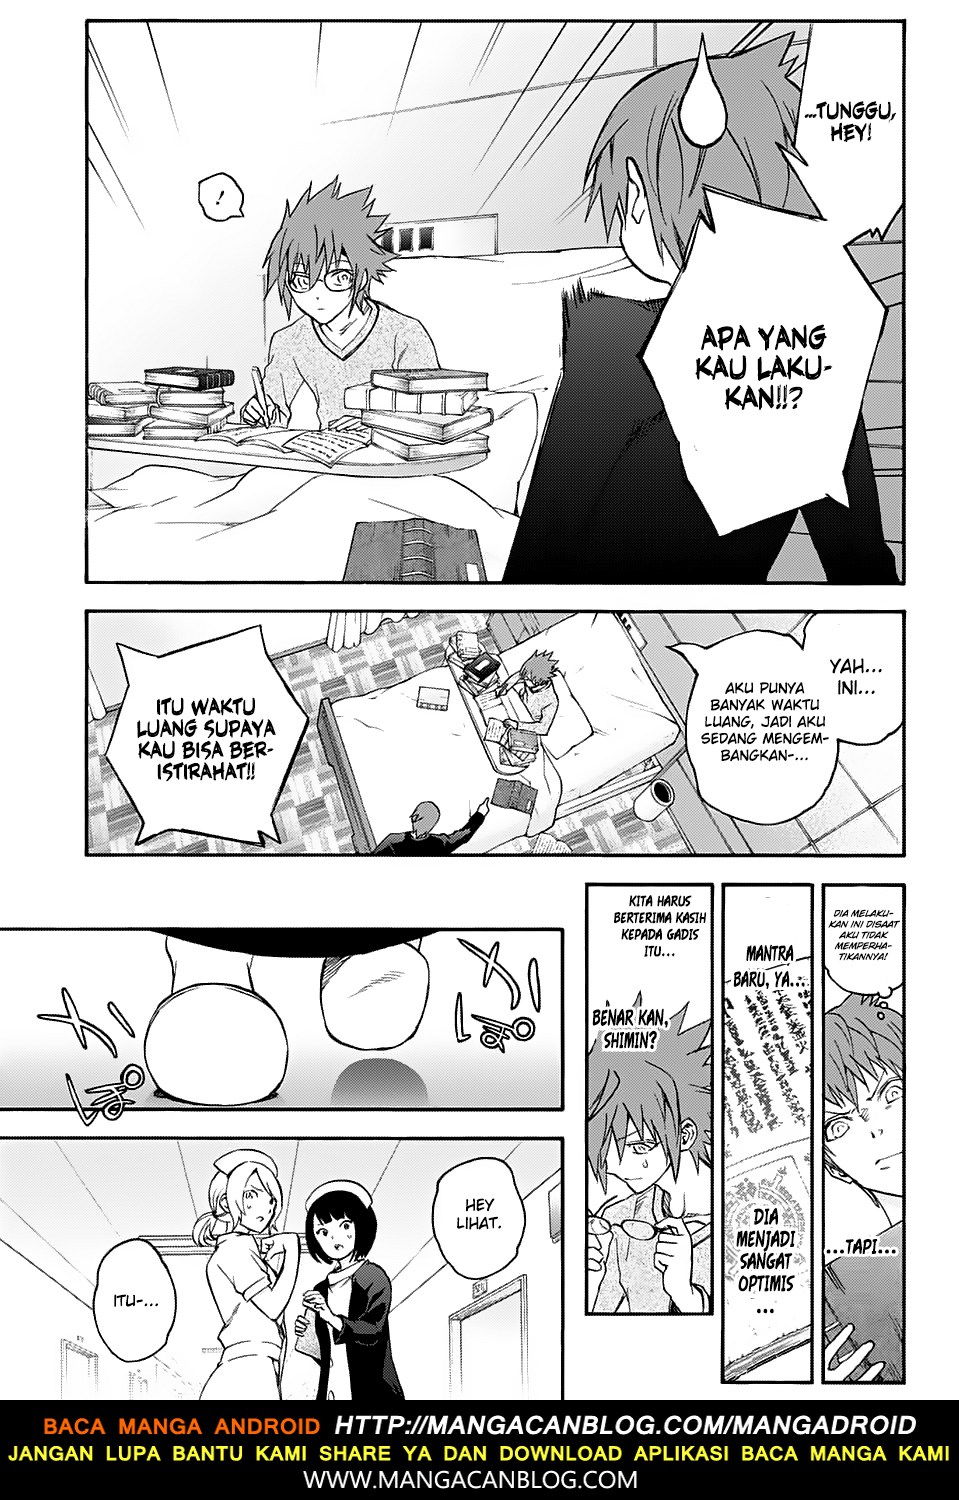 ...TUNGGU,
HEY!
!
APA YANG
KAU LAKU-
KAN!!?
YAH...
INI...
AKU PUNYA
BANYAK WAKTU
LUANG, JADI AKU
SEDANG MENGEM-
BANGKAN-...
ITU WAKTU
LUANG SUPAYA
KAU BISA BER-
ISTIRAHAT!!
DIA MELAKU-
KAN INI DISAAT
AKU TIDAK
MEMPERHA-
TIKANNYA!
...TAPI...
MANTRA
BARU, YA...
DIA
MENJADI
SANGAT
OPTIMIS
...
KITA HARUS
BERTERIMA KASIH
KEPADA GADIS
ITU...
BENAR KAN,
SHIMIN?
HEY
LIHAT.
ITU-...
BACA MANGA ANDROID HTTP://MANGACANBLOG.COM/MANGADROID
JANGAN LUPA BANTU KAMI SHARE YA DAN DOWNLOAD APLIKASI BACA MANGA KAMI
WWW.MANGACANBLOG.COM